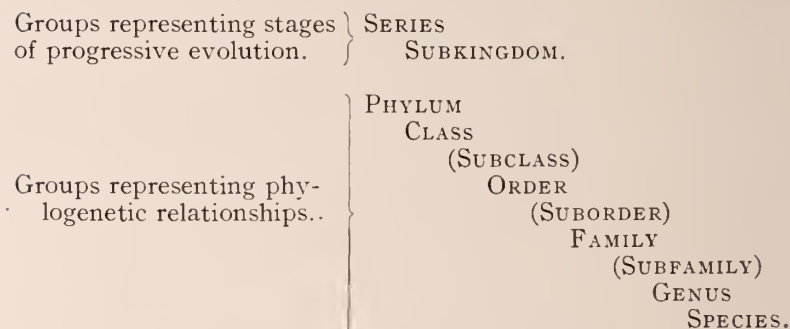 Groups representing stages } SERIES
of progressive evolution. SUBKINGDOM.
PHYLUM
CLASS
(SUBCLASS)
ORDER
Groups representing phy-
(SUBORDER)
logenetic relationships..
FAMILY
(SUBFAMILY)
GENUS
SPECIES.